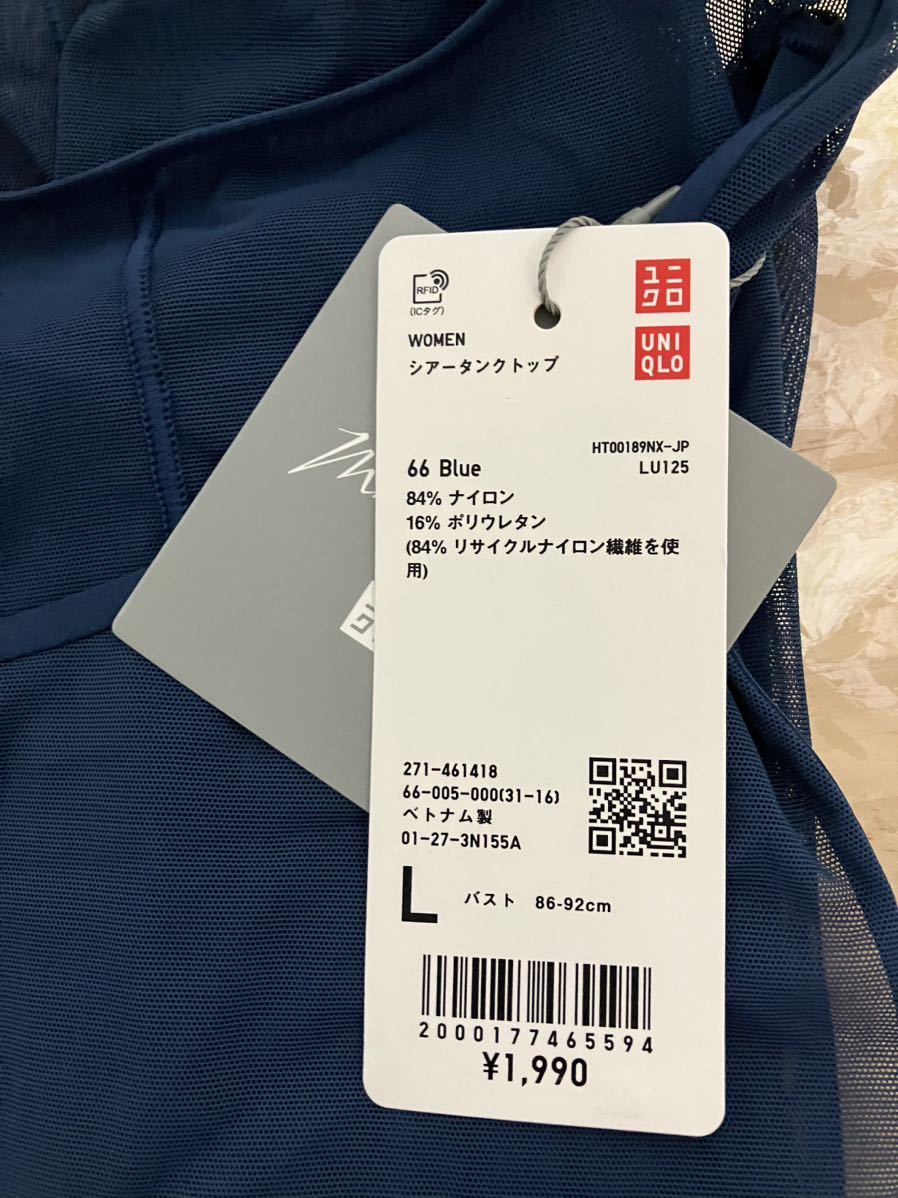 RFID
(ICタグ)
ユニ
クロ
UNI
QLO
WOMEN
シアータンクトップ
HT00189NX-JP
66 Blue
LU125
84% ナイロン
16% ポリウレタン
(84% リサイクルナイロン繊維を使
用)
271-461418
66-005-000(31-16)
ベトナム製
01-27-3N155A
L バスト 86-92cm
2000177465594
¥1,990